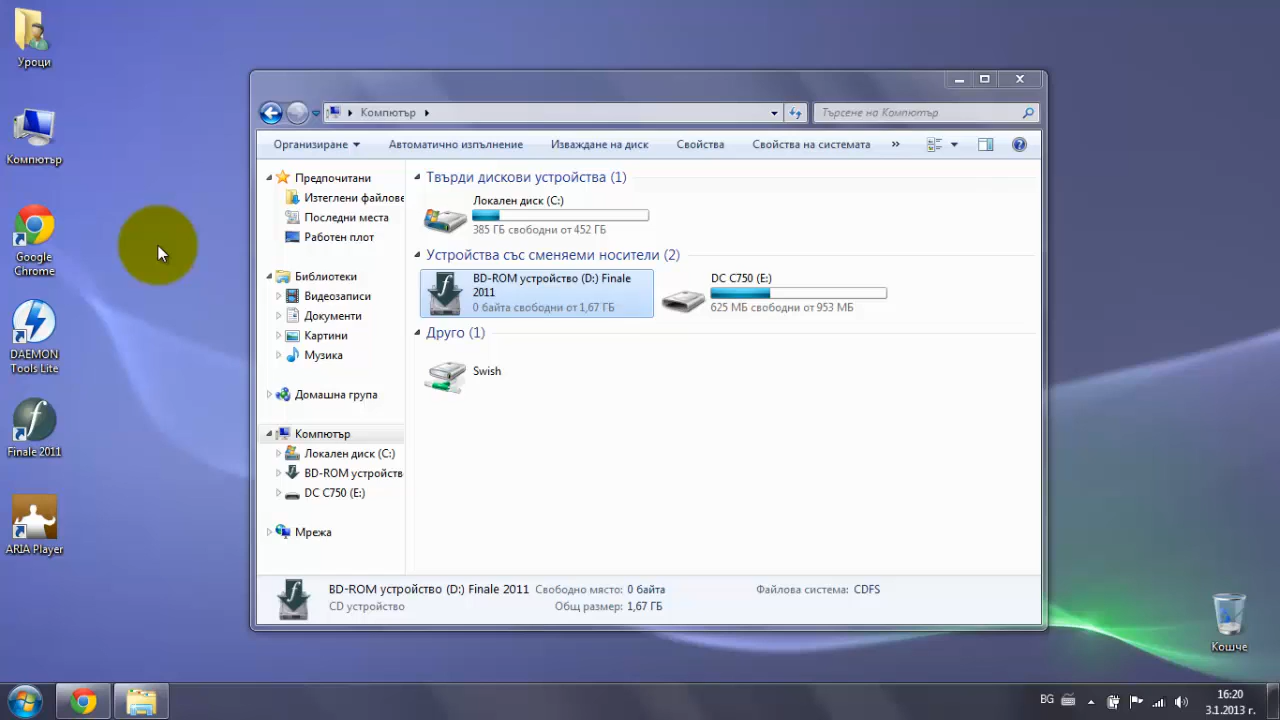 Уроци
Компютър
Google
Chrome
DAEMON
Tools Lite
Finale 2011
ARIA Player
Компютър
Търсене на Компютър
Организиране
Автоматично изпълнение
Изваждане на диск
Свойства
Свойства на системата
»
Предпочитани
Изтеглени файлове
Последни места
Работен плот
Библиотеки
Видеозаписи
Документи
Картини
Музика
Домашна група
Компютър
Локален диск (C:)
BD-ROM устройств
DC C750 (E:)
Мрежа
Твърди дискови устройства (1)
Локален диск (C:)
385 ГБ свободни от 452 ГБ
Устройства със сменяеми носители (2)
BD-ROM устройство (D:) Finale
2011
0 байта свободни от 1,67 ГБ
DC C750 (E:)
625 МБ свободни от 953 МБ
Друго (1)
Swish
BD-ROM устройство (D:) Finale 2011
CD устройство
Свободно място: 0 байта
Общ размер: 1,67 ГБ
Файлова система: CDFS
Кошче
BG
16:20
3.1.2013 г.